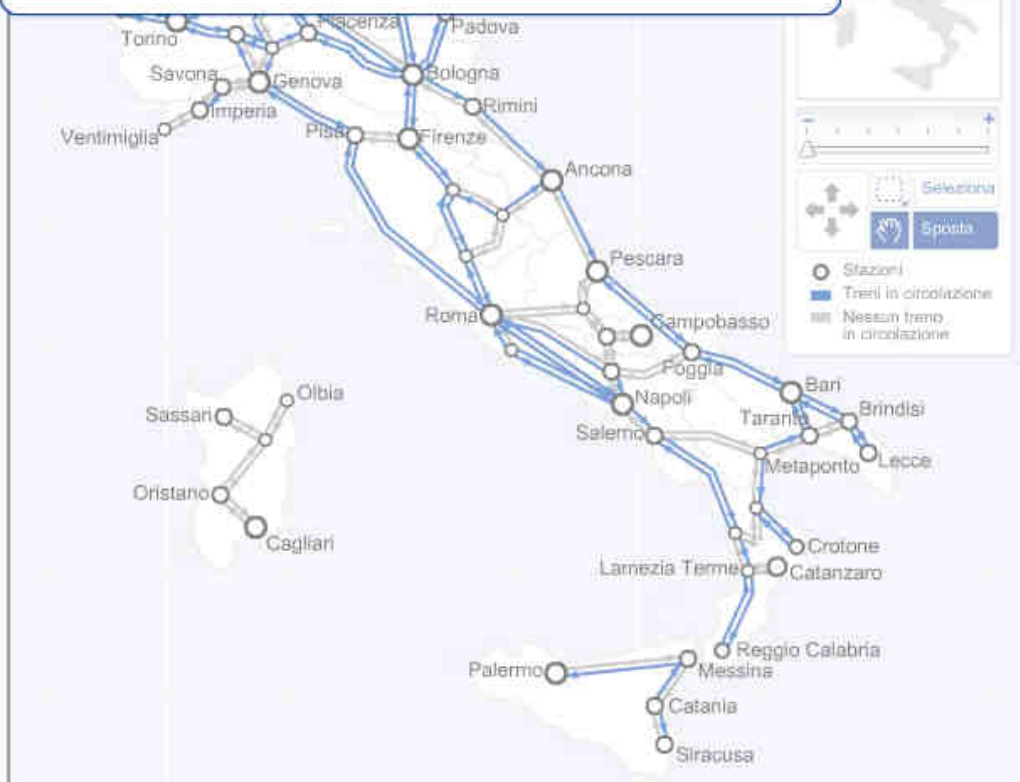 Piacenza
Padova
Torino
Bologna
Savona
Genova
Rimini
Imperia
Ventimiglia
Pisa
Firenze
Ancona
Pescara
Roma
Campobasso
Foggia
Napoli
Bari
Taranto
Brindisi
Salerno
Metaponto
Lecce
Olbia
Sassari
Oristano
Cagliari
Crotone
Lamezia Terme
Catanzaro
Reggio Calabria
Palermo
Messina
Catania
Siracusa
- +
Seleziona
Sposta
Stazioni
Treni in circolazione
Nessun treno
in circolazione